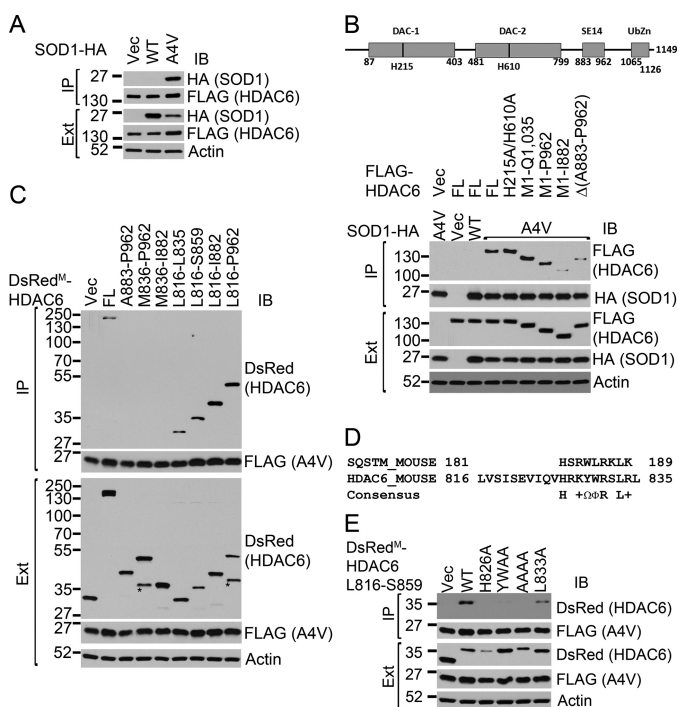 A
SOD1-HA
Vec
WT
A4V
IB
IP
27
HA (SOD1)
130
FLAG (HDAC6)
Ext
27
HA (SOD1)
130
FLAG (HDAC6)
52
Actin
B
DAC-1
DAC-2
SE14
UbZn
1149
87
H215
403
481
H610
799
883
962
1065
1126
FLAG-
HDAC6
Vec
FL
FL
FL
H215A/H610A
M1-Q1,035
M1-P962
M1-I882
Δ(A883-P962)
SOD1-HA
A4V
Vec
WT
A4V
IB
IP
130
100
FLAG
(HDAC6)
27
HA (SOD1)
Ext
130
100
FLAG
(HDAC6)
27
HA (SOD1)
52
Actin
C
DsRedM-
HDAC6
Vec
FL
A883-P962
M836-P962
M836-I882
L816-L835
L816-S859
L816-I882
L816-P962
IB
IP
250
130
100
70
55
35
27
DsRed
(HDAC6)
27
FLAG (A4V)
Ext
250
130
100
70
55
35
27
DsRed
(HDAC6)
*
*
27
FLAG (A4V)
52
Actin
D
SQSTM_MOUSE 181 HSRWLRKLK 189
HDAC6_MOUSE 816 LVSISEVIQVHRKYWRSLRL 835
Consensus H +ΩΦR L+
E
DsRedM-
HDAC6
L816-S859
Vec
WT
H826A
YWAA
AAAA
L833A
IB
IP
35
DsRed (HDAC6)
27
FLAG (A4V)
Ext
35
DsRed (HDAC6)
27
FLAG (A4V)
52
Actin